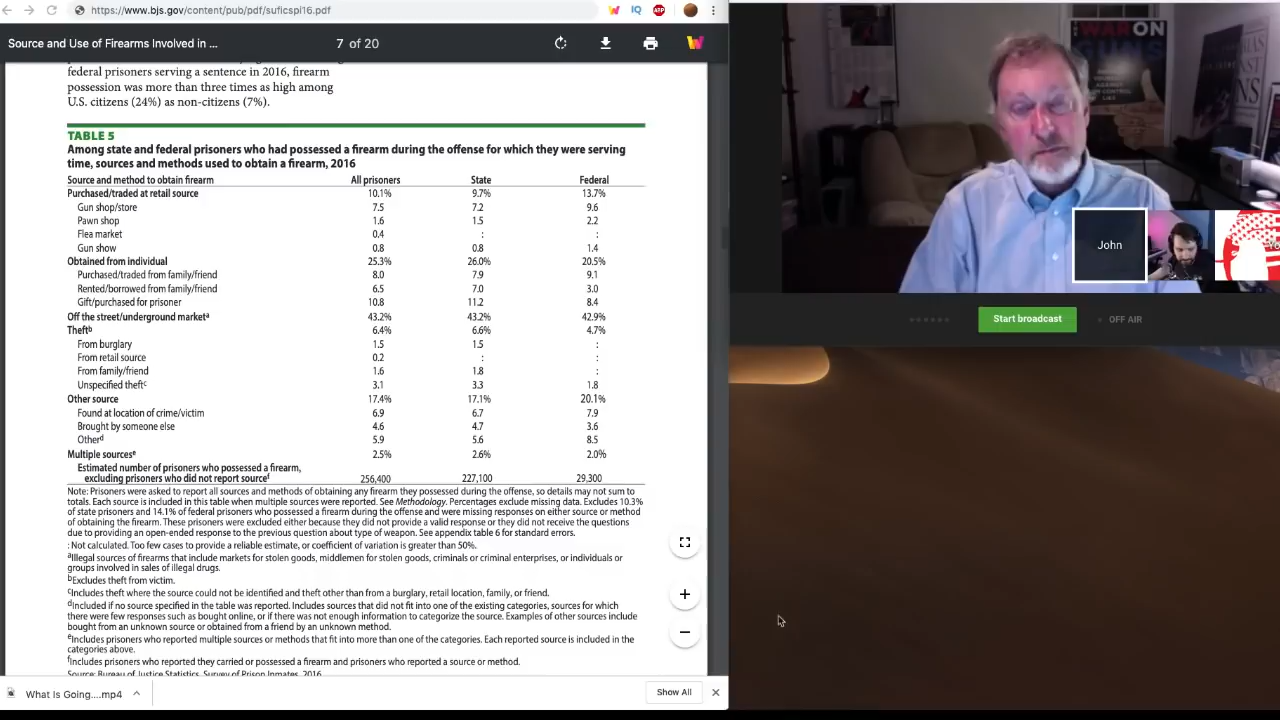 https://www.bjs.gov/content/pub/pdf/suficspi16.pdf
Source and Use of Firearms Involved in ...
7 of 20
federal prisoners serving a sentence in 2016, firearm
possession was more than three times as high among
U.S. citizens (24%) as non-citizens (7%).
TABLE 5
Among state and federal prisoners who had possessed a firearm during the offense for which they were serving
time, sources and methods used to obtain a firearm, 2016
Source and method to obtain firearm All prisoners State Federal
Purchased/traded at retail source 10.1% 9.7% 13.7%
Gun shop/store 7.5 7.2 9.6
Pawn shop 1.6 1.5 2.2
Flea market 0.4 : :
Gun show 0.8 0.8 1.4
Obtained from individual 25.3% 26.0% 20.5%
Purchased/traded from family/friend 8.0 7.9 9.1
Rented/borrowed from family/friend 6.5 7.0 3.0
Gift/purchased for prisoner 10.8 11.2 8.4
Off the street/underground marketᵃ 43.2% 43.2% 42.9%
Theftᵇ 6.4% 6.6% 4.7%
From burglary 1.5 1.5 :
From retail source 0.2 : :
From family/friend 1.6 1.8 :
Unspecified theftᶜ 3.1 3.3 1.8
Other source 17.4% 17.1% 20.1%
Found at location of crime/victim 6.9 6.7 7.9
Brought by someone else 4.6 4.7 3.6
Otherᵈ 5.9 5.6 8.5
Multiple sourcesᵉ 2.5% 2.6% 2.0%
Estimated number of prisoners who possessed a firearm,
excluding prisoners who did not report sourceᶠ 256,400 227,100 29,300
Note: Prisoners were asked to report all sources and methods of obtaining any firearm they possessed during the offense, so details may not sum to
totals. Each source is included in this table when multiple sources were reported. See Methodology. Percentages exclude missing data. Excludes 10.3%
of state prisoners and 14.1% of federal prisoners who possessed a firearm during the offense and were missing responses on either source or method
of obtaining the firearm. These prisoners were excluded either because they did not provide a valid response or they did not receive the questions
due to providing an open-ended response to the previous question about type of weapon. See appendix table 6 for standard errors.
: Not calculated. Too few cases to provide a reliable estimate, or coefficient of variation is greater than 50%.
ᵃIllegal sources of firearms that include markets for stolen goods, middlemen for stolen goods, criminals or criminal enterprises, or individuals or
groups involved in sales of illegal drugs.
ᵇExcludes theft from victim.
ᶜIncludes theft where the source could not be identified and theft other than from a burglary, retail location, family, or friend.
ᵈIncluded if no source specified in the table was reported. Includes sources that did not fit into one of the existing categories, sources for which
there were few responses such as bought online, or if there was not enough information to categorize the source. Examples of other sources include
bought from an unknown source or obtained from a friend by an unknown method.
ᵉIncludes prisoners who reported multiple sources or methods that fit into more than one of the categories. Each reported source is included in the
categories above.
ᶠIncludes prisoners who reported they carried or possessed a firearm and prisoners who reported a source or method.
Source: Bureau of Justice Statistics, Survey of Prison Inmates, 2016.
What Is Going....mp4
Show All
WAR ON
John
Start broadcast
OFF AIR